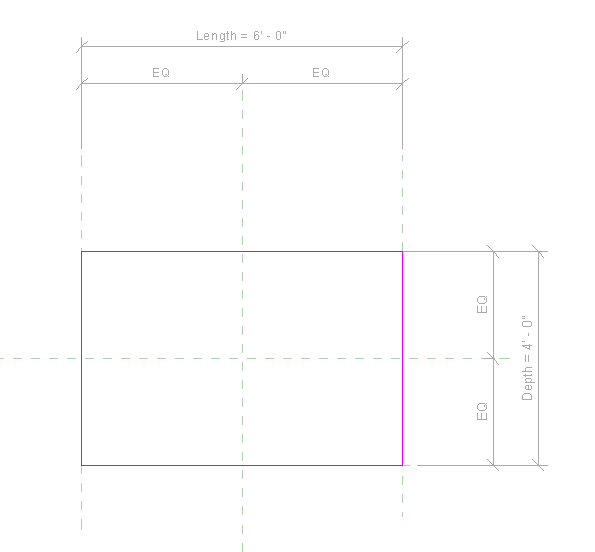 Length = 6' - 0"
EQ
EQ
EQ
Depth = 4' - 0"
EQ